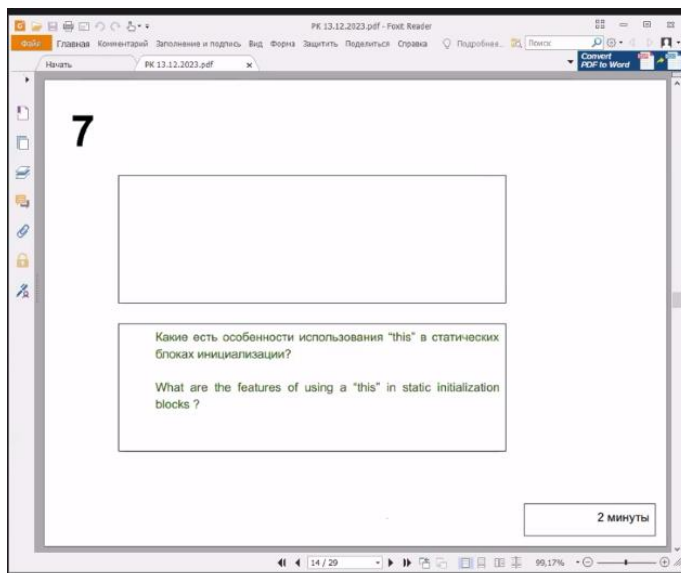 PK 13.12.2023.pdf - Foxit Reader
Файл Главная Комментарий Заполнение и подпись Вид Форма Защитить Поделиться Справка Подробнее... Поиск
Начать PK 13.12.2023.pdf
Convert
PDF to Word
7
Какие есть особенности использования “this” в статических
блоках инициализации?
What are the features of using a “this” in static initialization
blocks ?
2 минуты
14 / 29 99,17%